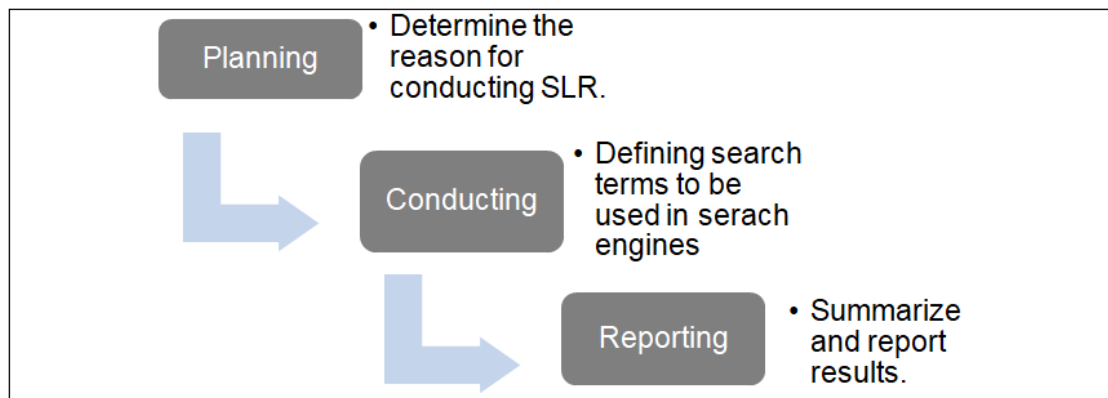 Planning
• Determine the
reason for
conducting SLR.
Conducting
• Defining search
terms to be
used in serach
engines
Reporting
• Summarize
and report
results.